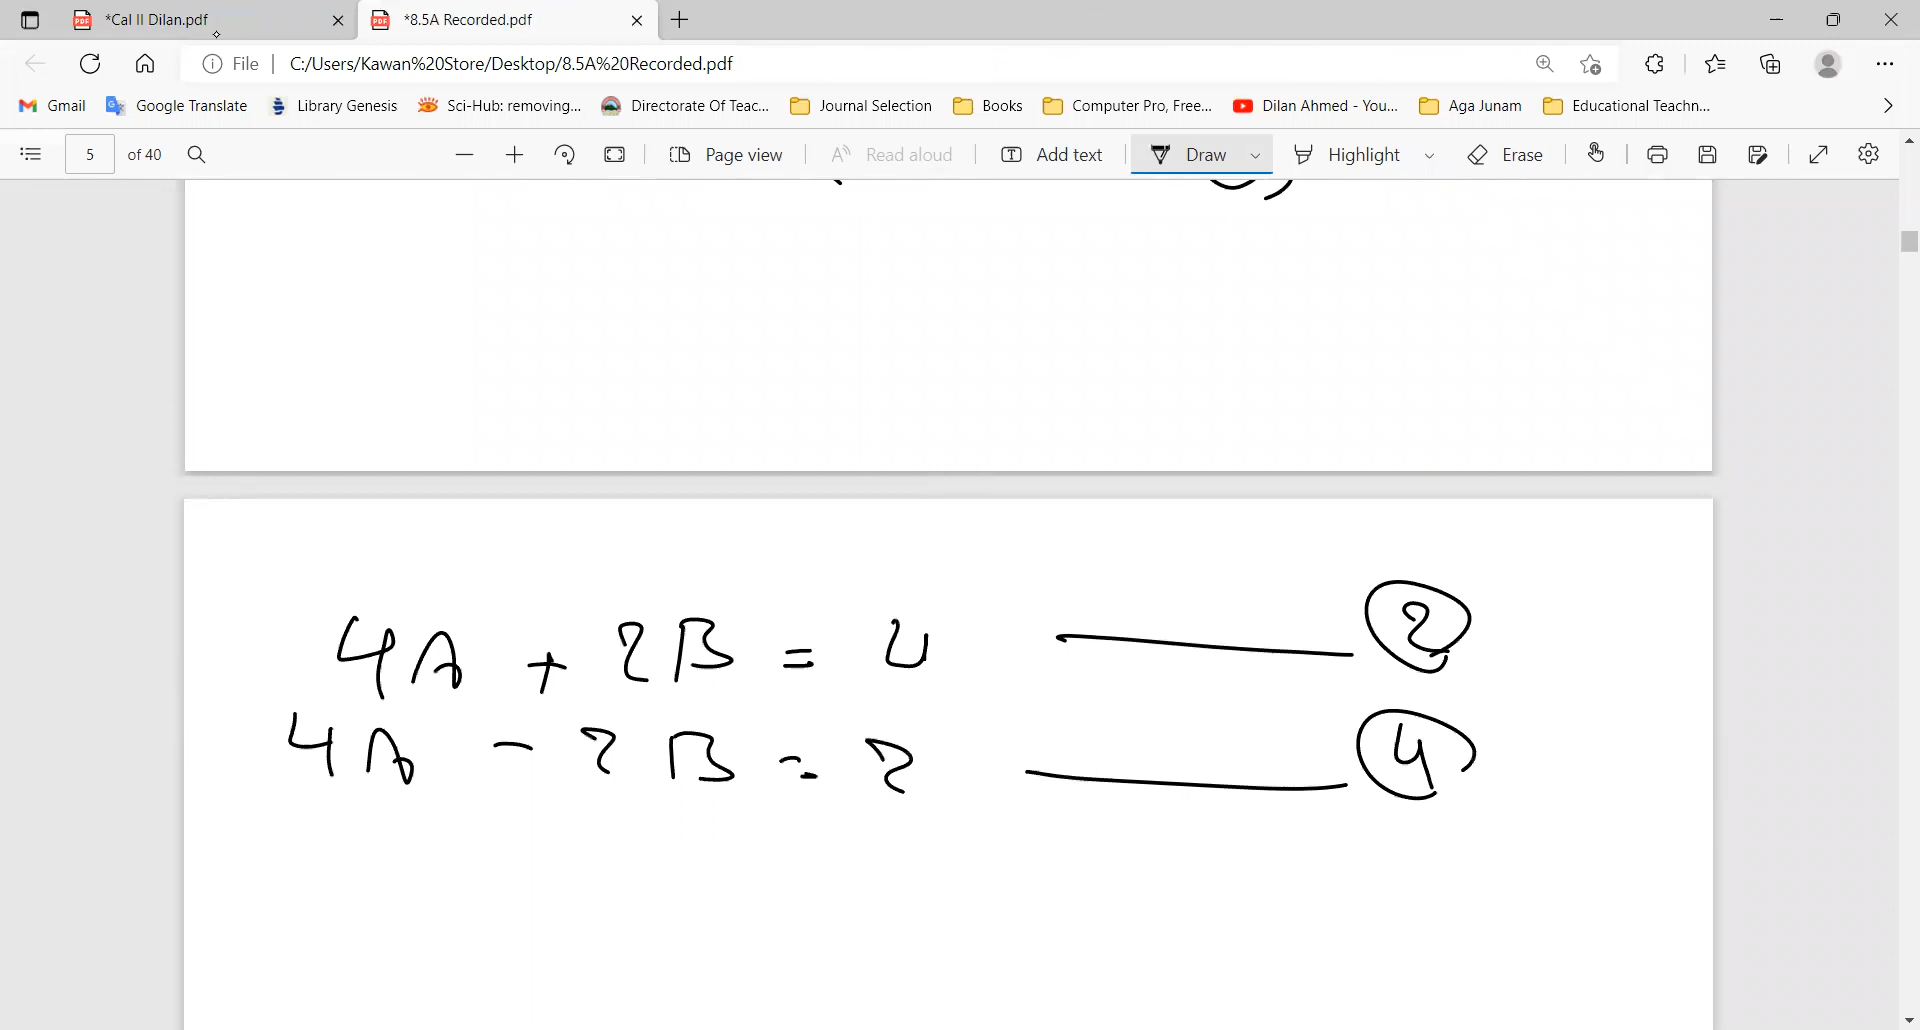 *Cal II Dilan.pdf
*8.5A Recorded.pdf
File C:/Users/Kawan%20Store/Desktop/8.5A%20Recorded.pdf
Gmail Google Translate Library Genesis Sci-Hub: removing... Directorate Of Teac... Journal Selection Books Computer Pro, Free... Dilan Ahmed - You... Aga Junam Educational Teachn...
5 of 40 Page view Read aloud Add text Draw Highlight Erase
4A + 2B = 4 2
4A - 2B = 2 4